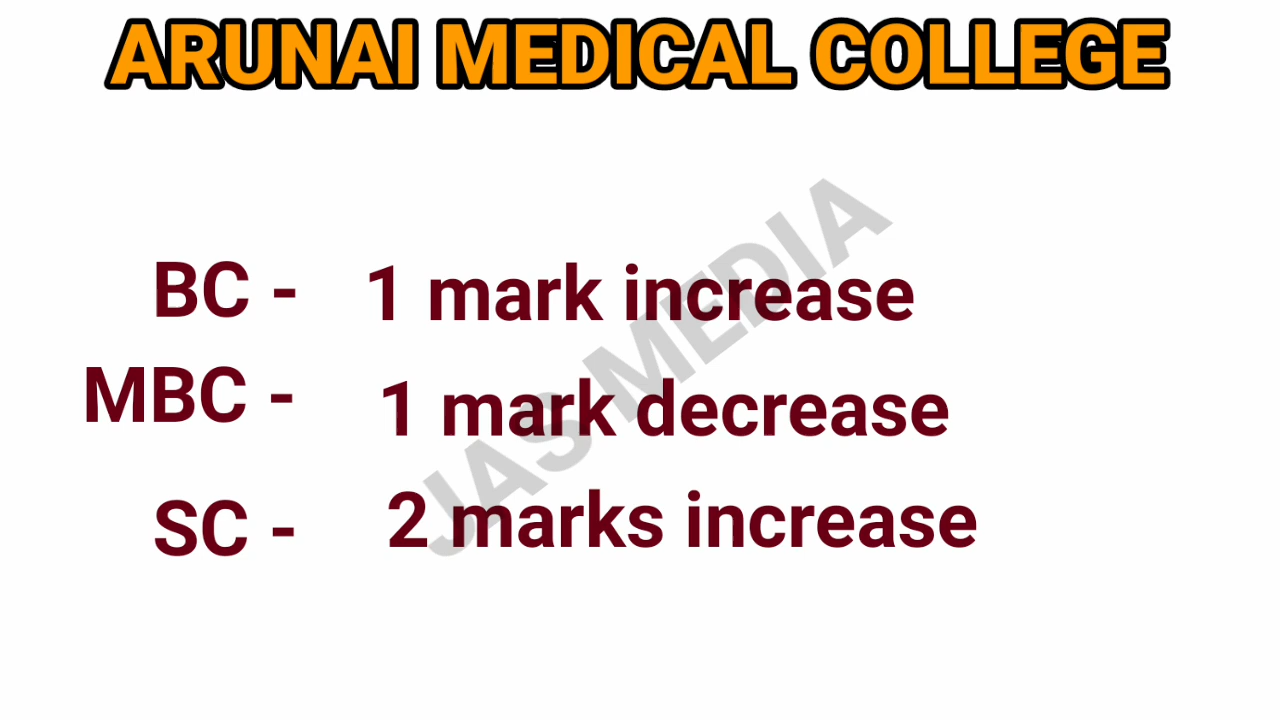 ARUNAI MEDICAL COLLEGE
BC - 1 mark increase
MBC - 1 mark decrease
SC - 2 marks increase
JAS MEDIA